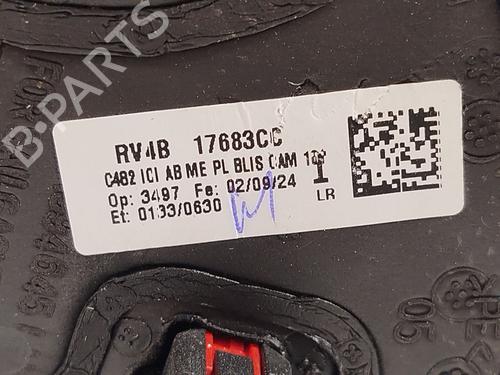 B-PARTS
RV4B 17683CC
C482 ICI AB ME PL BLIS CAM
Op: 3497 Fe: 02/09/24
Et: 0133/0630
I
LR
05